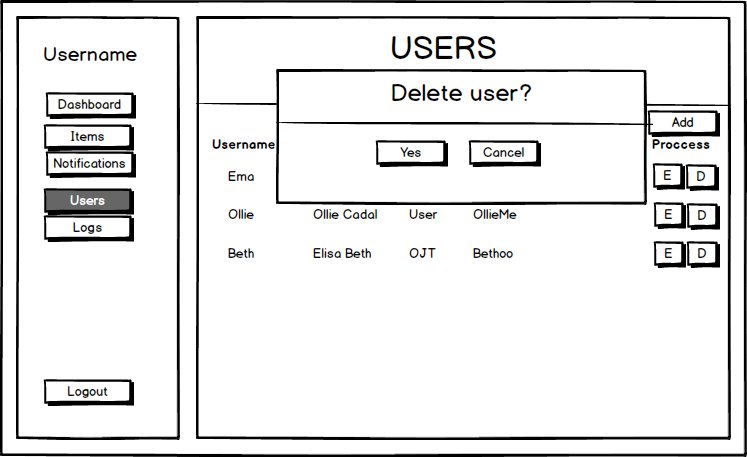 Username
Dashboard
Items
Notifications
Users
Logs
Logout
USERS
Delete user?
Yes Cancel
Add
Username Proccess
Ema E D
Ollie Ollie Cadal User OllieMe E D
Beth Elisa Beth OJT Bethoo E D